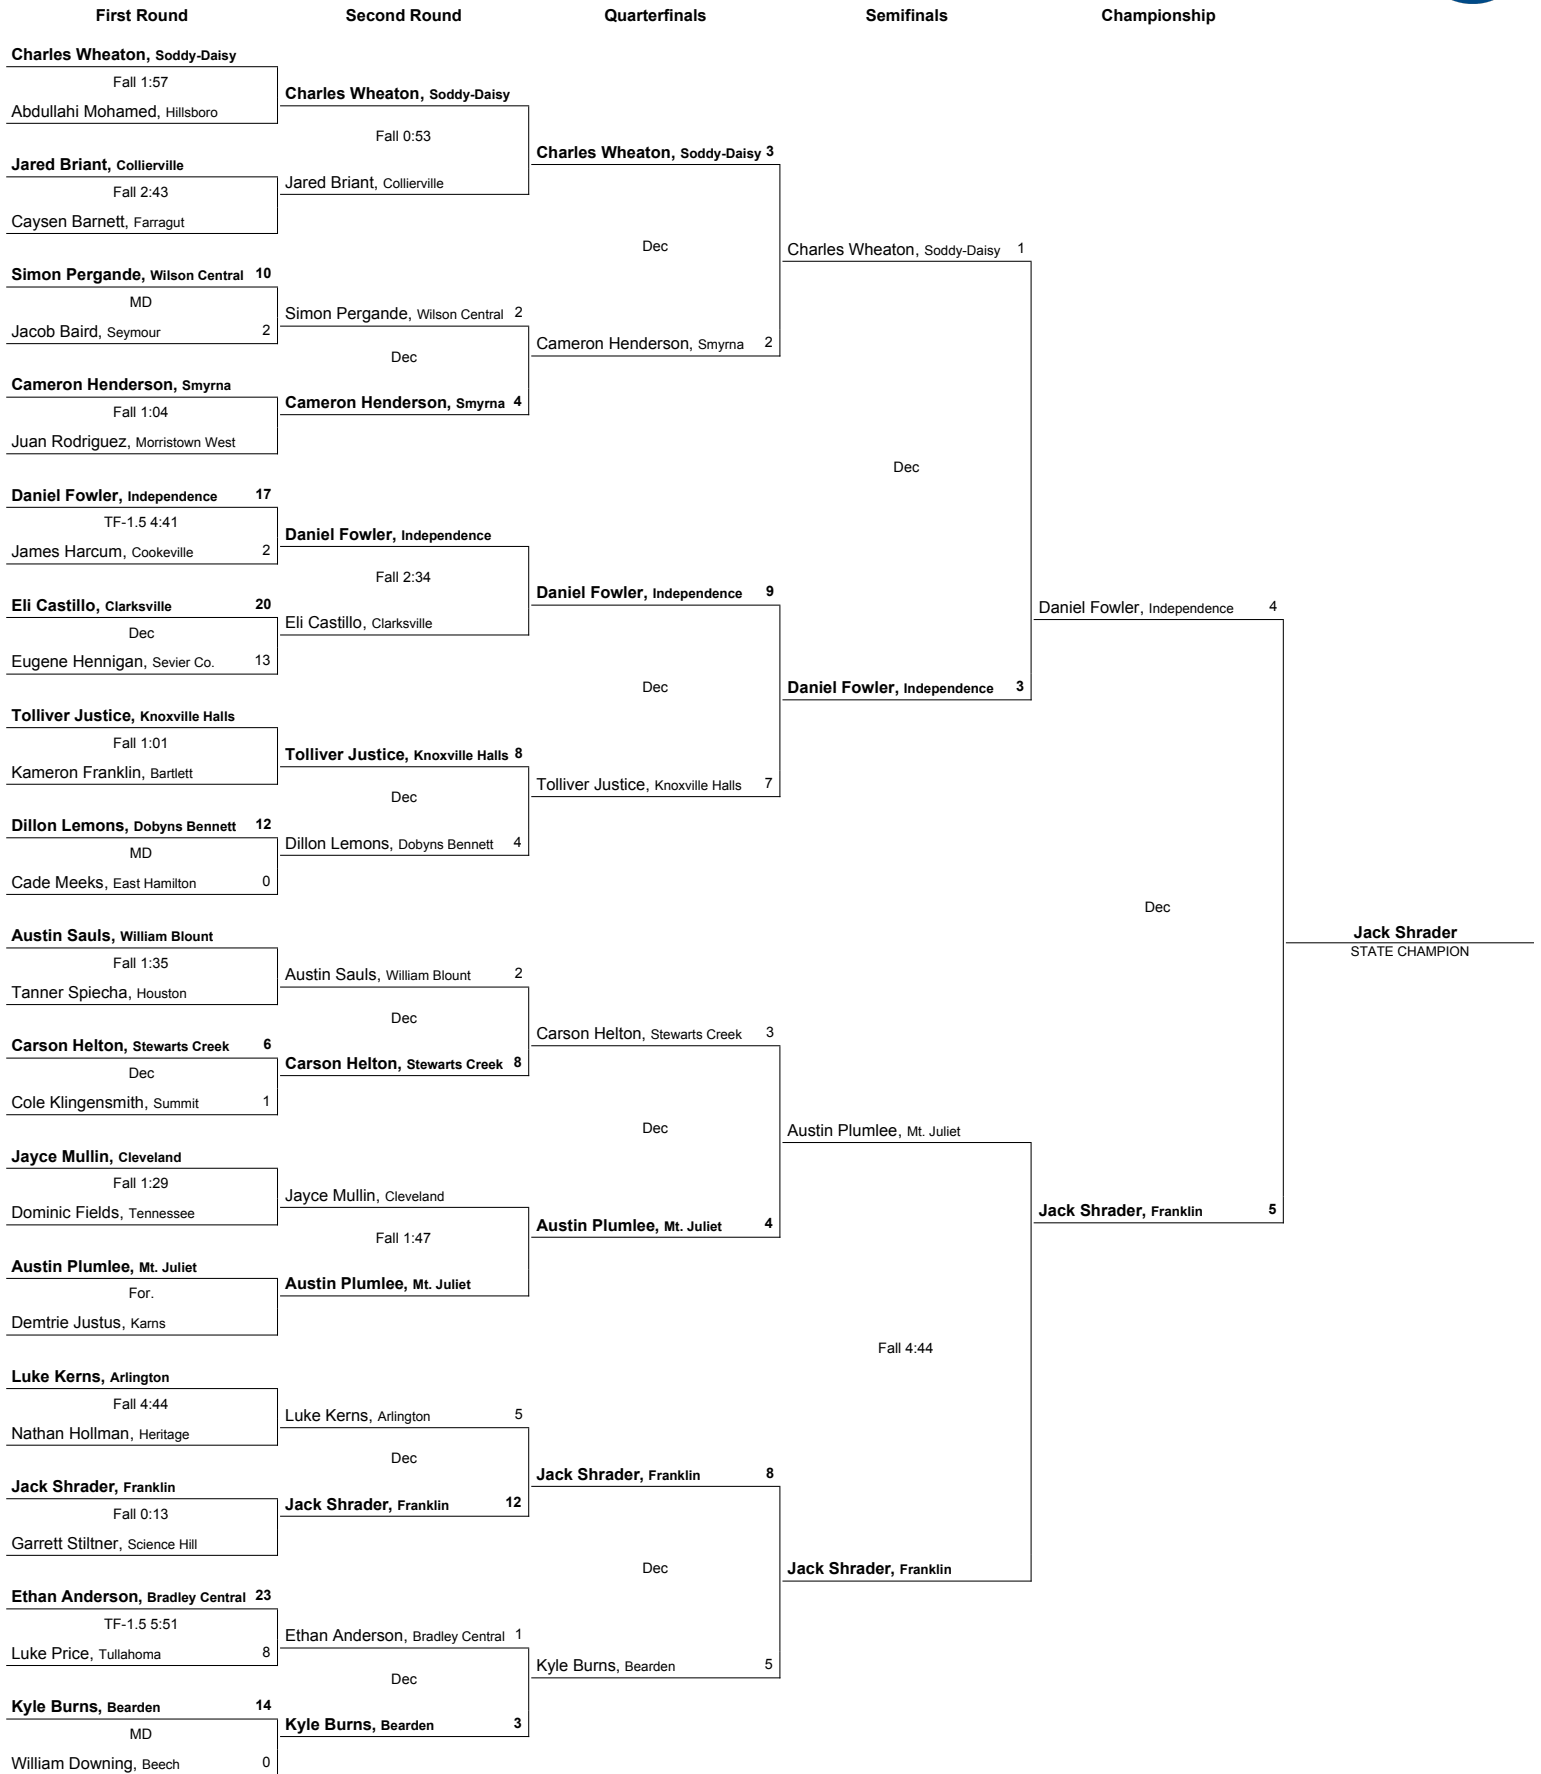 First Round
Second Round
Quarterfinals
Semifinals
Championship
Charles Wheaton, Soddy-Daisy
Fall 1:57
Abdullahi Mohamed, Hillsboro
Jared Briant, Collierville
Fall 2:43
Caysen Barnett, Farragut
Simon Pergande, Wilson Central 10
MD
Jacob Baird, Seymour 2
Cameron Henderson, Smyrna
Fall 1:04
Juan Rodriguez, Morristown West
Daniel Fowler, Independence 17
TF-1.5 4:41
James Harcum, Cookeville 2
Eli Castillo, Clarksville 20
Dec
Eugene Hennigan, Sevier Co. 13
Tolliver Justice, Knoxville Halls
Fall 1:01
Kameron Franklin, Bartlett
Dillon Lemons, Dobyns Bennett 12
MD
Cade Meeks, East Hamilton 0
Austin Sauls, William Blount
Fall 1:35
Tanner Spiecha, Houston
Carson Helton, Stewarts Creek 6
Dec
Cole Klingensmith, Summit 1
Jayce Mullin, Cleveland
Fall 1:29
Dominic Fields, Tennessee
Austin Plumlee, Mt. Juliet
For.
Demtrie Justus, Karns
Luke Kerns, Arlington
Fall 4:44
Nathan Hollman, Heritage
Jack Shrader, Franklin
Fall 0:13
Garrett Stiltner, Science Hill
Ethan Anderson, Bradley Central 23
TF-1.5 5:51
Luke Price, Tullahoma 8
Kyle Burns, Bearden 14
MD
William Downing, Beech 0
Charles Wheaton, Soddy-Daisy
Fall 0:53
Jared Briant, Collierville
Simon Pergande, Wilson Central 2
Dec
Cameron Henderson, Smyrna 4
Daniel Fowler, Independence
Fall 2:34
Eli Castillo, Clarksville
Tolliver Justice, Knoxville Halls 8
Dec
Dillon Lemons, Dobyns Bennett 4
Austin Sauls, William Blount 2
Dec
Carson Helton, Stewarts Creek 8
Jayce Mullin, Cleveland
Fall 1:47
Austin Plumlee, Mt. Juliet
Luke Kerns, Arlington 5
Dec
Jack Shrader, Franklin 12
Ethan Anderson, Bradley Central 1
Dec
Kyle Burns, Bearden 3
Charles Wheaton, Soddy-Daisy 3
Dec
Cameron Henderson, Smyrna 2
Daniel Fowler, Independence 9
Dec
Tolliver Justice, Knoxville Halls 7
Carson Helton, Stewarts Creek 3
Dec
Austin Plumlee, Mt. Juliet 4
Jack Shrader, Franklin 8
Dec
Kyle Burns, Bearden 5
Charles Wheaton, Soddy-Daisy 1
Dec
Daniel Fowler, Independence 3
Austin Plumlee, Mt. Juliet
Fall 4:44
Jack Shrader, Franklin
Daniel Fowler, Independence 4
Dec
Jack Shrader, Franklin 5
Jack Shrader
STATE CHAMPION